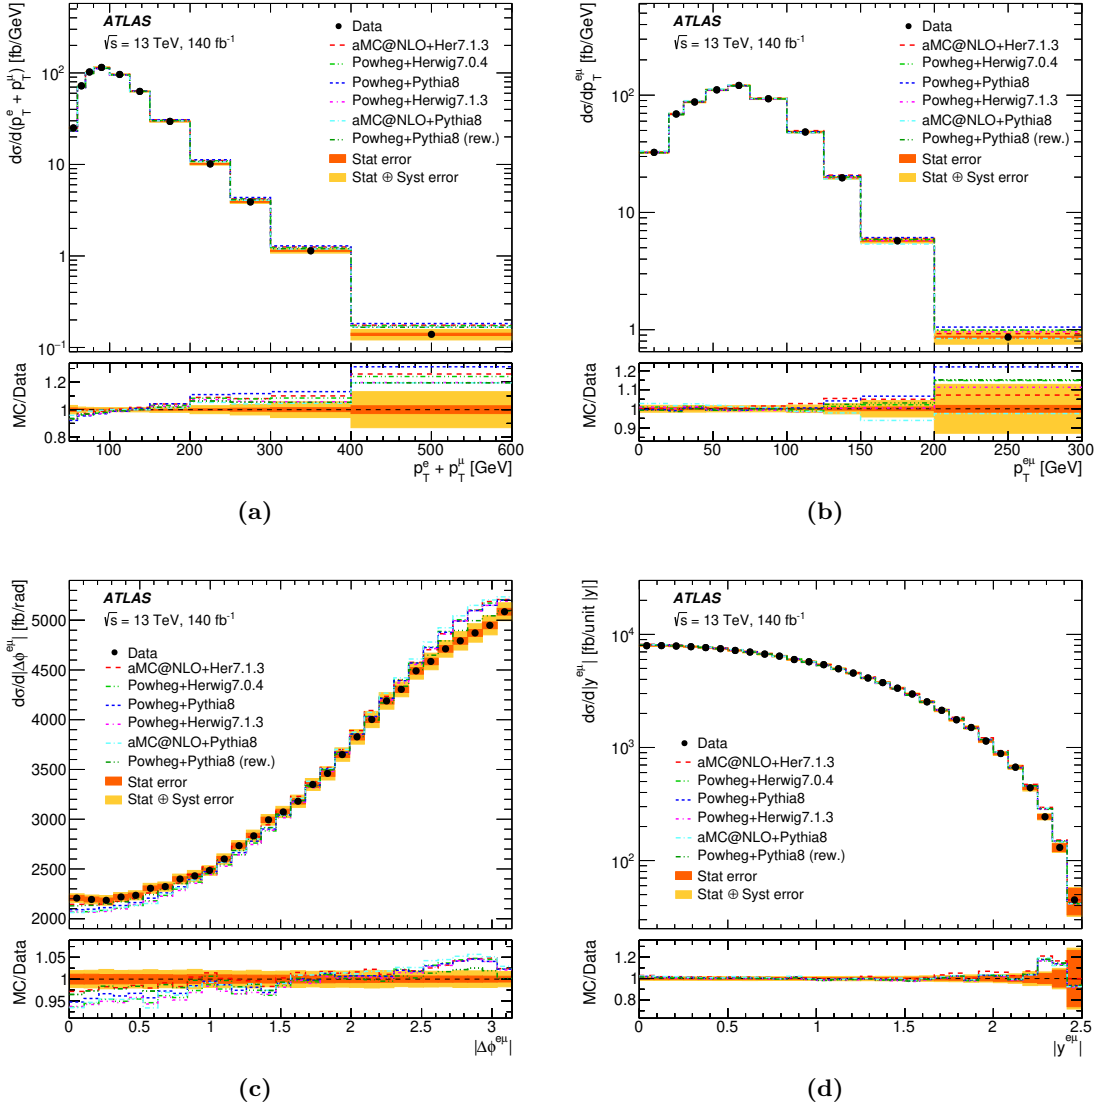 ATLAS
√s = 13 TeV, 140 fb⁻¹
dσ/d(p_T^e + p_T^μ) [fb/GeV]
Data
aMC@NLO+Her7.1.3
Powheg+Herwig7.0.4
Powheg+Pythia8
Powheg+Herwig7.1.3
aMC@NLO+Pythia8
Powheg+Pythia8 (rew.)
Stat error
Stat ⊕ Syst error
10²
10
1
10⁻¹
MC/Data
1.2
1
0.8
100 200 300 400 500 600
p_T^e + p_T^μ [GeV]
(a)
ATLAS
√s = 13 TeV, 140 fb⁻¹
dσ/dp_T^{eμ} [fb/GeV]
Data
aMC@NLO+Her7.1.3
Powheg+Herwig7.0.4
Powheg+Pythia8
Powheg+Herwig7.1.3
aMC@NLO+Pythia8
Powheg+Pythia8 (rew.)
Stat error
Stat ⊕ Syst error
10³
10²
10
1
MC/Data
1.2
1.1
1
0.9
0 50 100 150 200 250 300
p_T^{eμ} [GeV]
(b)
ATLAS
√s = 13 TeV, 140 fb⁻¹
dσ/d|Δϕ^{eμ}| [fb/rad]
Data
aMC@NLO+Her7.1.3
Powheg+Herwig7.0.4
Powheg+Pythia8
Powheg+Herwig7.1.3
aMC@NLO+Pythia8
Powheg+Pythia8 (rew.)
Stat error
Stat ⊕ Syst error
5000
4500
4000
3500
3000
2500
2000
MC/Data
1.05
1
0.95
0 0.5 1 1.5 2 2.5 3
|Δϕ^{eμ}|
(c)
ATLAS
√s = 13 TeV, 140 fb⁻¹
dσ/d|y^{eμ}| [fb/unit |y|]
Data
aMC@NLO+Her7.1.3
Powheg+Herwig7.0.4
Powheg+Pythia8
Powheg+Herwig7.1.3
aMC@NLO+Pythia8
Powheg+Pythia8 (rew.)
Stat error
Stat ⊕ Syst error
10⁴
10³
10²
MC/Data
1.2
1
0.8
0 0.5 1 1.5 2 2.5
|y^{eμ}|
(d)